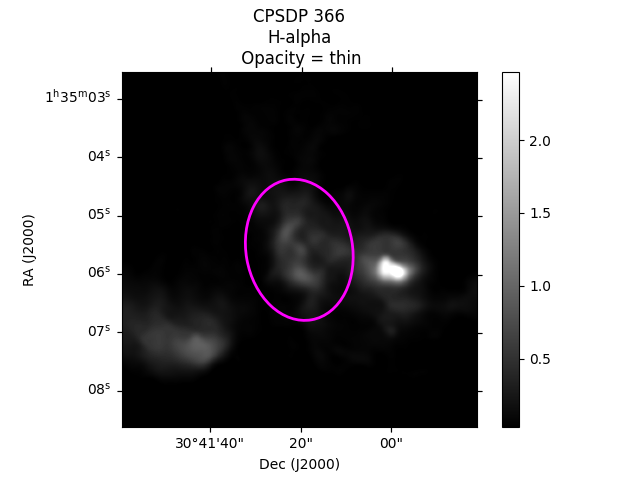 CPSDP 366
H-alpha
Opacity = thin
1ʰ35ᵐ03ˢ
04ˢ
05ˢ
06ˢ
07ˢ
08ˢ
RA (J2000)
30°41'40" 20" 00"
Dec (J2000)
2.0
1.5
1.0
0.5